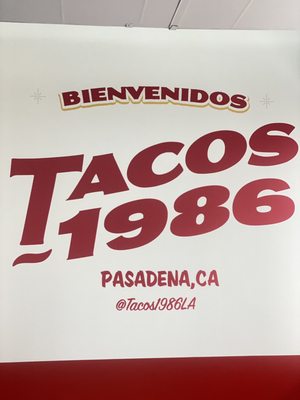 BIENVENIDOS
TACOS
-1986
PASADENA, CA
@Tacos1986LA